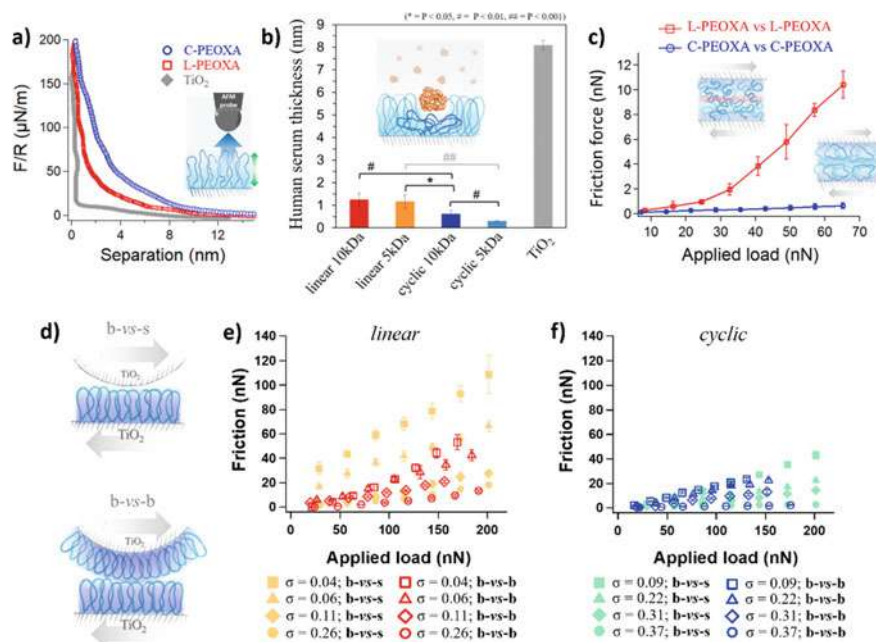 a)
F/R (µN/m)
200
150
100
50
0
C-PEOXA
L-PEOXA
TiO2
AFM
probe
0 4 8 12
Separation (nm)
b)
(* = P < 0.05, # = P < 0.01, ## = P < 0.001)
Human serum thickness (nm)
9
8
7
6
5
4
3
2
1
0
##
#
*
#
linear 10kDa
linear 5kDa
cyclic 10kDa
cyclic 5kDa
TiO2
c)
L-PEOXA vs L-PEOXA
C-PEOXA vs C-PEOXA
Friction force (nN)
12
10
8
6
4
2
0
10 20 30 40 50 60 70
Applied load (nN)
d)
b-vs-s
TiO2
TiO2
b-vs-b
TiO2
TiO2
e)
linear
Friction (nN)
140
120
100
80
60
40
20
0
0 50 100 150 200
Applied load (nN)
σ = 0.04; b-vs-s
σ = 0.06; b-vs-s
σ = 0.11; b-vs-s
σ = 0.26; b-vs-s
σ = 0.04; b-vs-b
σ = 0.06; b-vs-b
σ = 0.11; b-vs-b
σ = 0.26; b-vs-b
f)
cyclic
Friction (nN)
140
120
100
80
60
40
20
0
0 50 100 150 200
Applied load (nN)
σ = 0.09; b-vs-s
σ = 0.22; b-vs-s
σ = 0.31; b-vs-s
σ = 0.37; b-vs-s
σ = 0.09; b-vs-b
σ = 0.22; b-vs-b
σ = 0.31; b-vs-b
σ = 0.37; b-vs-b